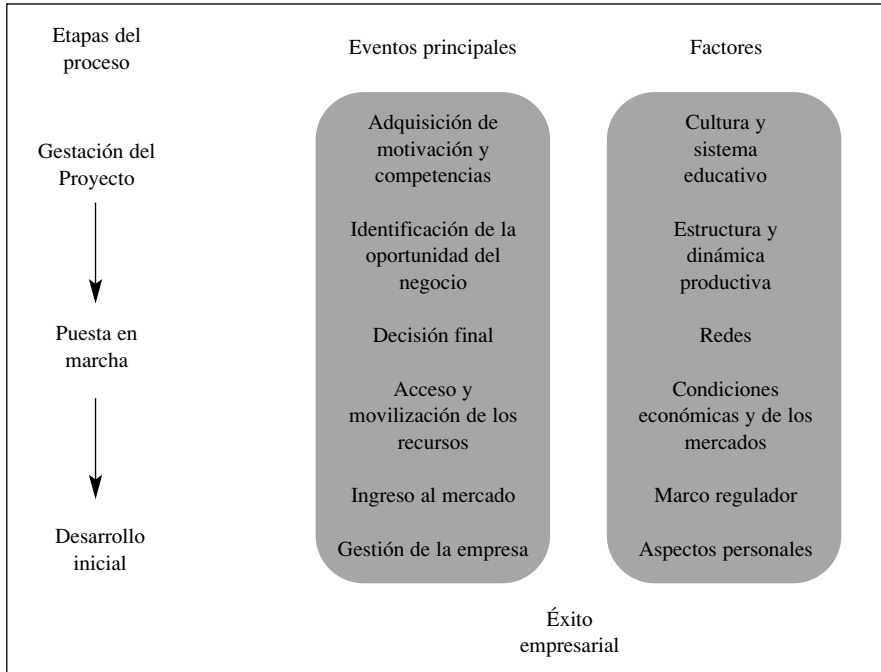 Etapas del
proceso
Eventos principales
Factores
Gestación del
Proyecto
Puesta en
marcha
Desarrollo
inicial
Adquisición de
motivación y
competencias
Identificación de la
oportunidad del
negocio
Decisión final
Acceso y
movilización de los
recursos
Ingreso al mercado
Gestión de la empresa
Cultura y
sistema
educativo
Estructura y
dinámica
productiva
Redes
Condiciones
económicas y de los
mercados
Marco regulador
Aspectos personales
Éxito
empresarial